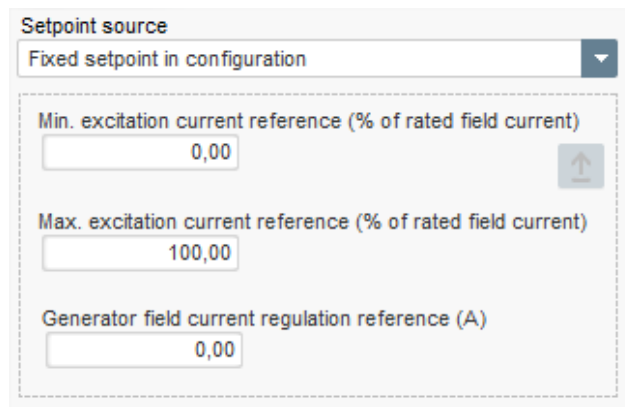 Setpoint source
Fixed setpoint in configuration
Min. excitation current reference (% of rated field current)
0,00
Max. excitation current reference (% of rated field current)
100,00
Generator field current regulation reference (A)
0,00